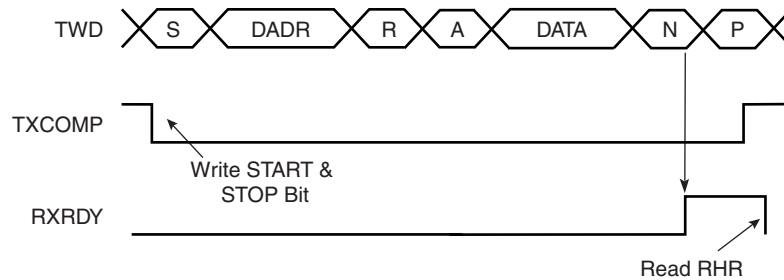 TWD S DADR R A DATA N P
TXCOMP
Write START &
STOP Bit
RXRDY
Read RHR